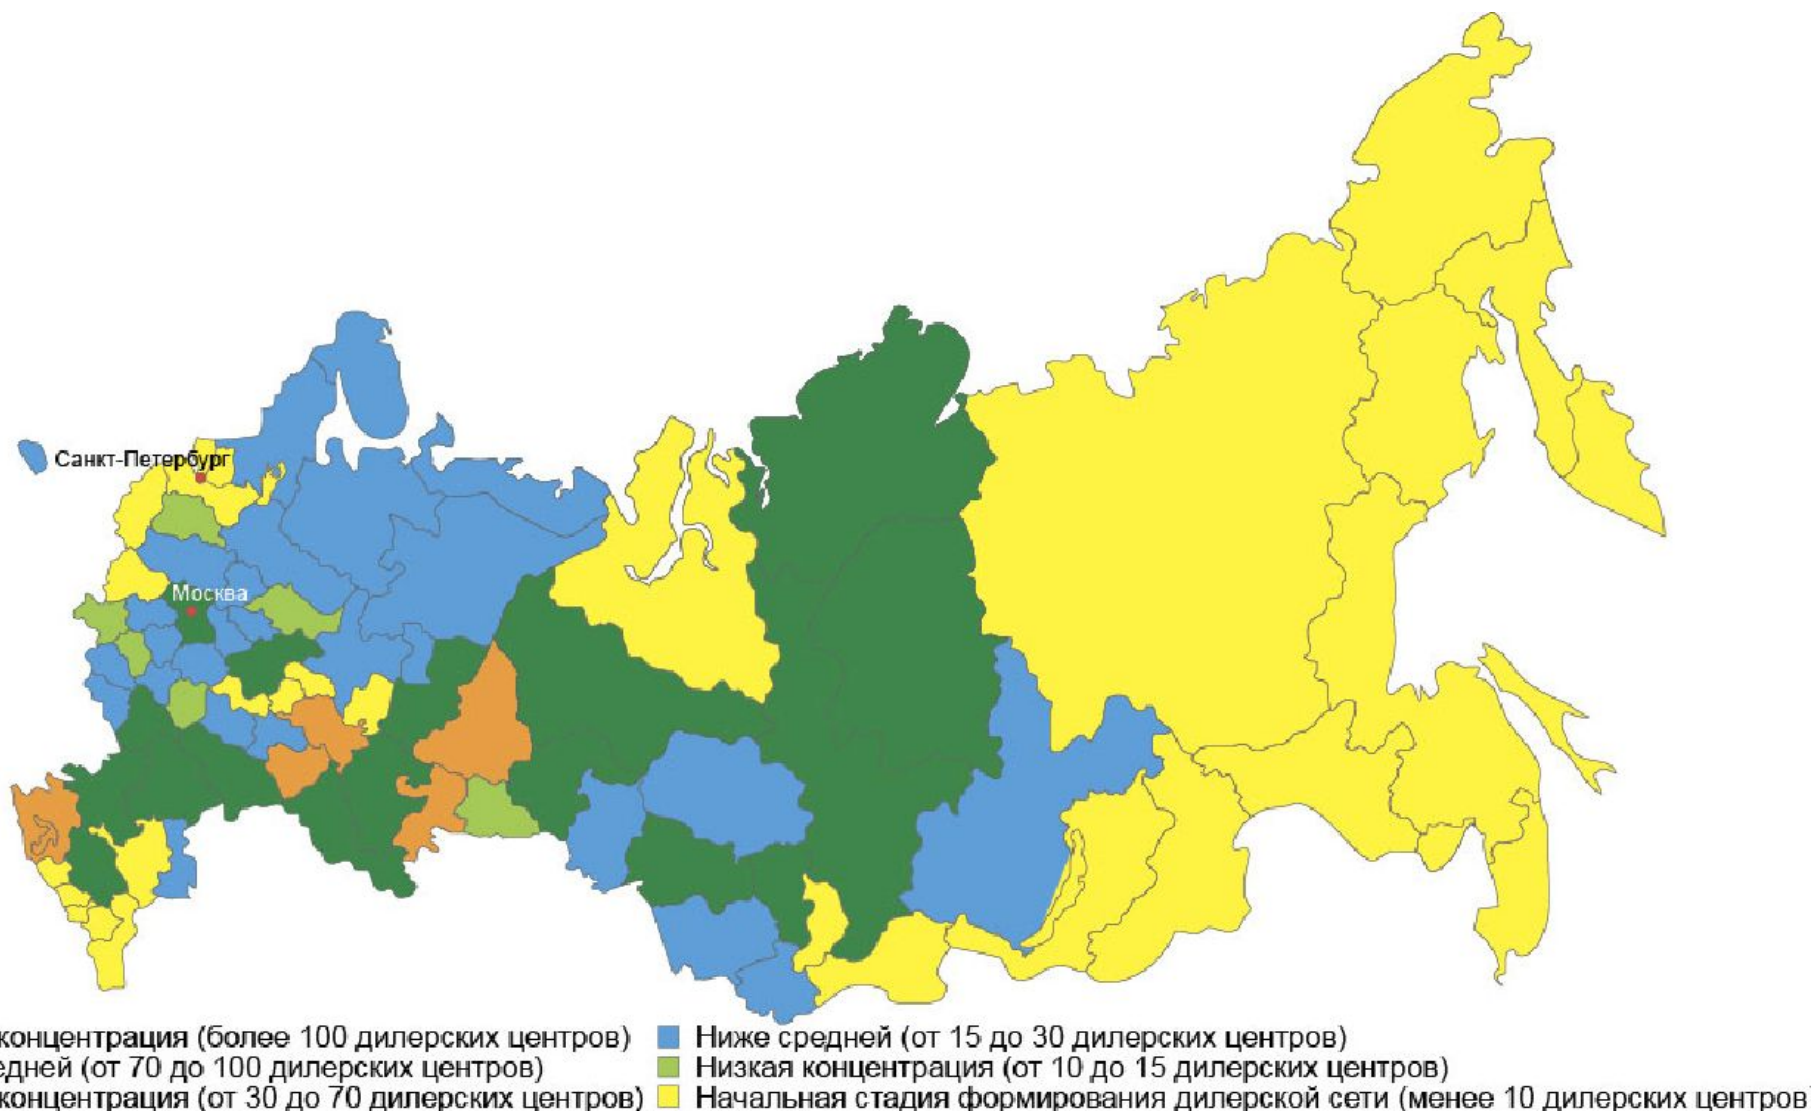 Санкт-Петербург
Москва
концентрация (более 100 дилерских центров)
Ниже средней (от 15 до 30 дилерских центров)
едней (от 70 до 100 дилерских центров)
Низкая концентрация (от 10 до 15 дилерских центров)
концентрация (от 30 до 70 дилерских центров)
Начальная стадия формирования дилерской сети (менее 10 дилерских центров)